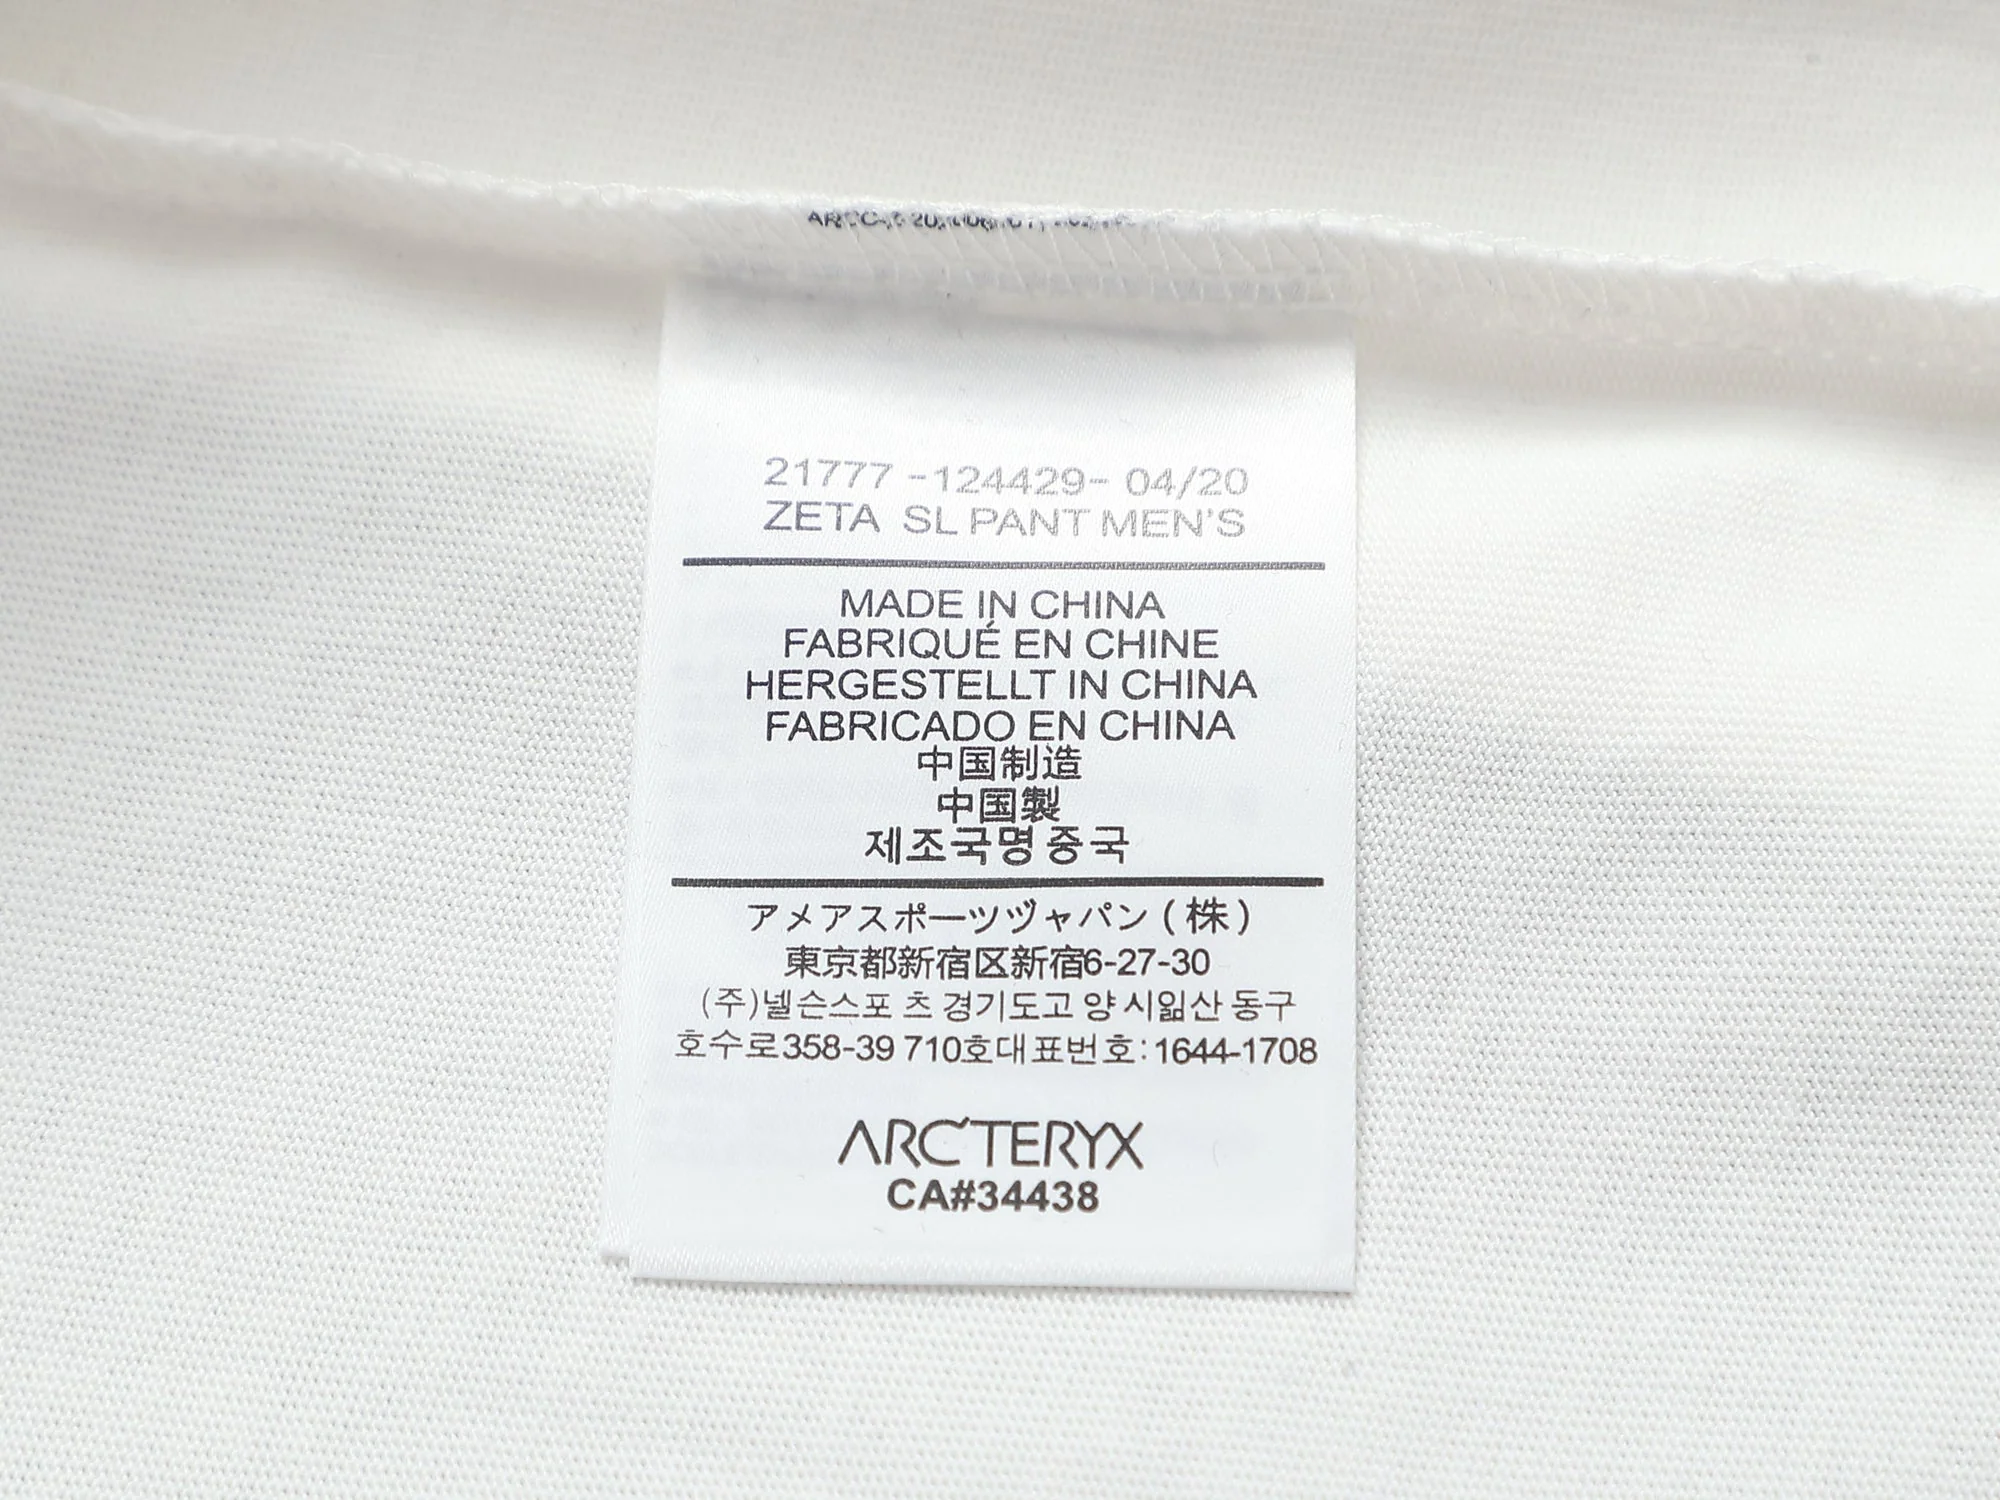 21777 -124429- 04/20
ZETA SL PANT MEN'S
MADE IN CHINA
FABRIQUÉ EN CHINE
HERGESTELLT IN CHINA
FABRICADO EN CHINA
中国制造
中国製
제조국명 중국
アメアスポーツヅャパン (株)
東京都新宿区新宿6-27-30
(주)넬슨스포 츠 경기도고 양 시읾산 동구
호수로358-39 710호대표번호:1644-1708
ARC'TERYX
CA#34438